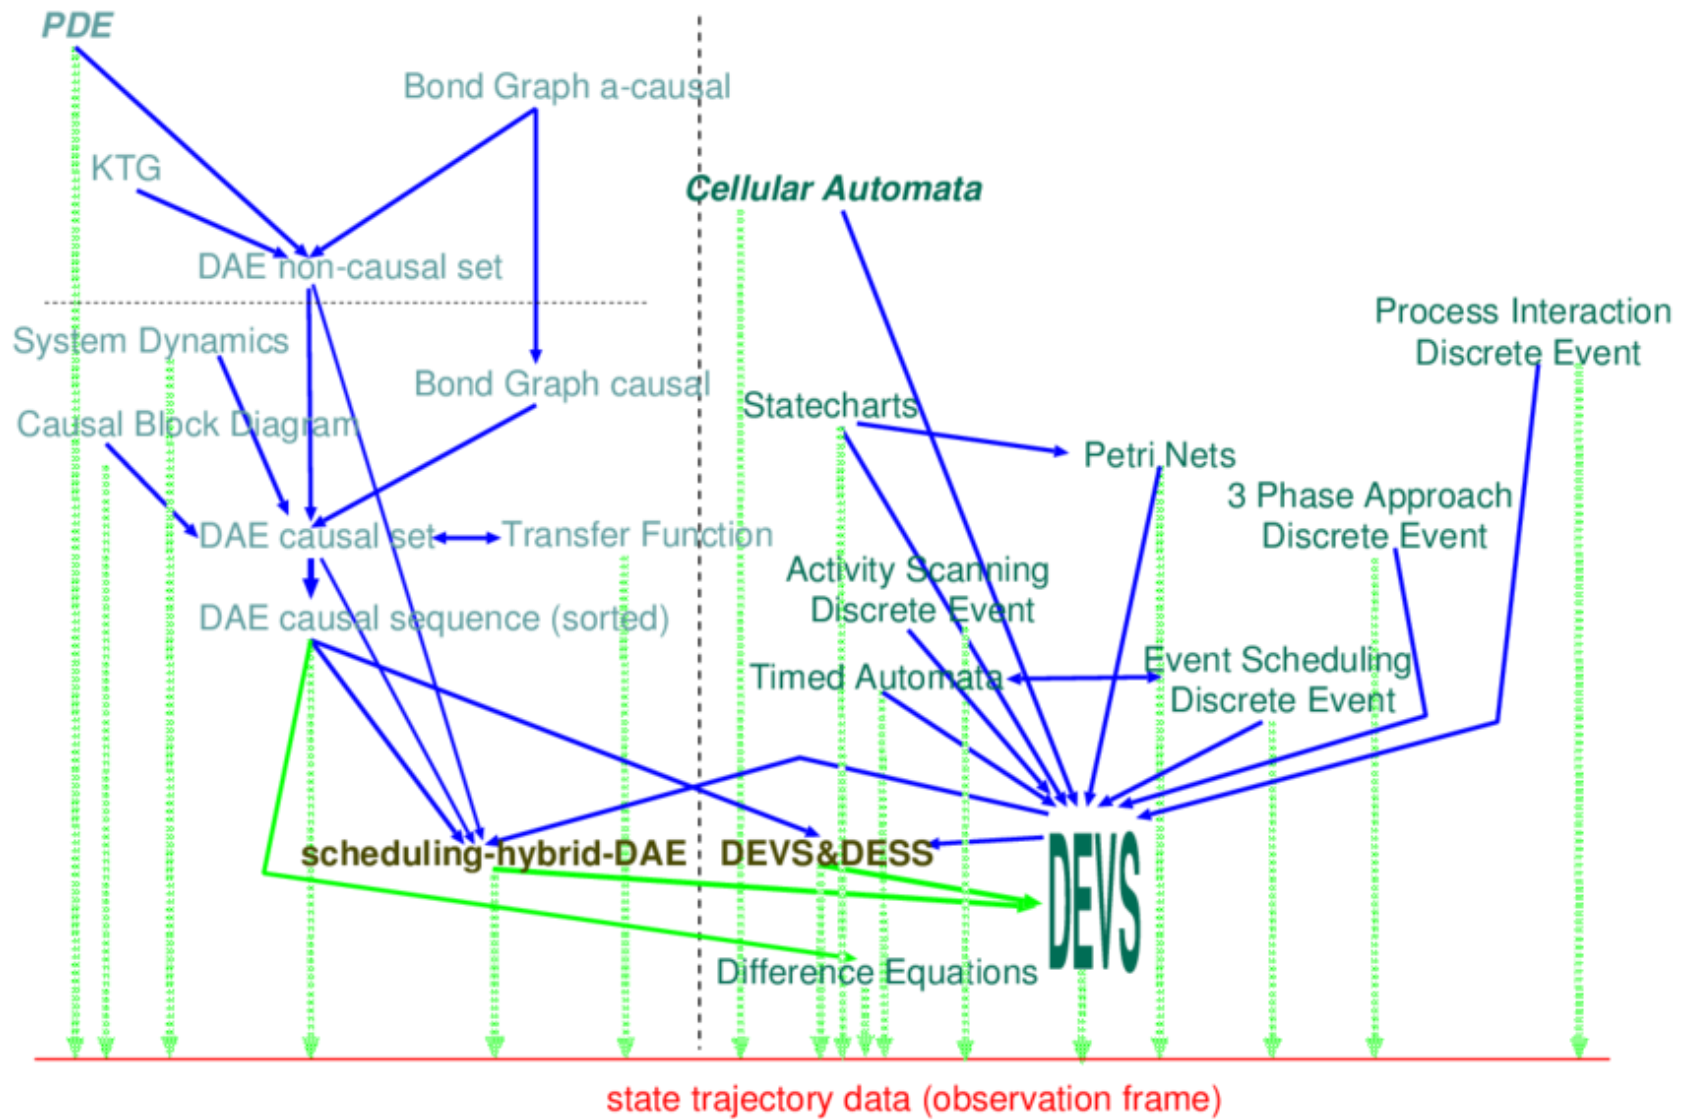 PDE
Bond Graph a-causal
KTG
Cellular Automata
DAE non-causal set
Process Interaction
Discrete Event
System Dynamics
Bond Graph causal
Statecharts
Causal Block Diagram
Petri Nets
3 Phase Approach
Discrete Event
DAE causal set
Transfer Function
Activity Scanning
Discrete Event
DAE causal sequence (sorted)
Timed Automata
Event Scheduling
Discrete Event
scheduling-hybrid-DAE
DEVS&DESS
DEVS
Difference Equations
state trajectory data (observation frame)